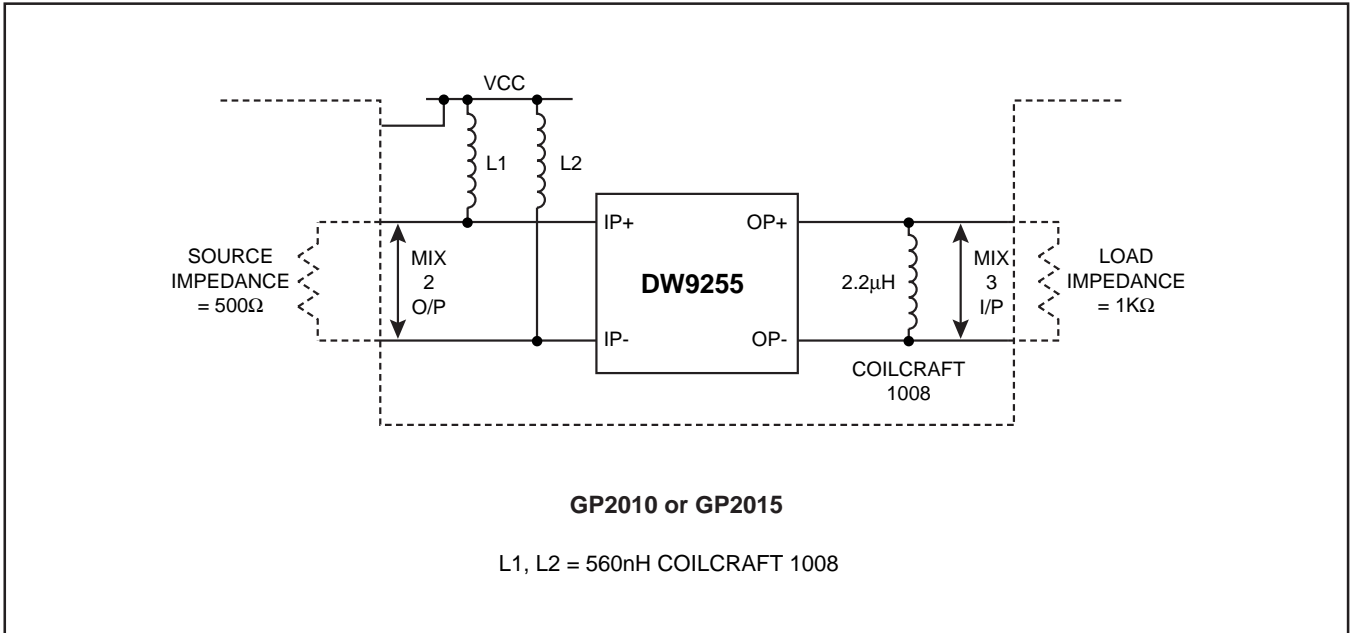 VCC
L1
L2
IP+
OP+
SOURCE
IMPEDANCE
= 500Ω
MIX
2
O/P
DW9255
2.2μH
MIX
3
I/P
LOAD
IMPEDANCE
= 1KΩ
IP-
OP-
COILCRAFT
1008
GP2010 or GP2015
L1, L2 = 560nH COILCRAFT 1008